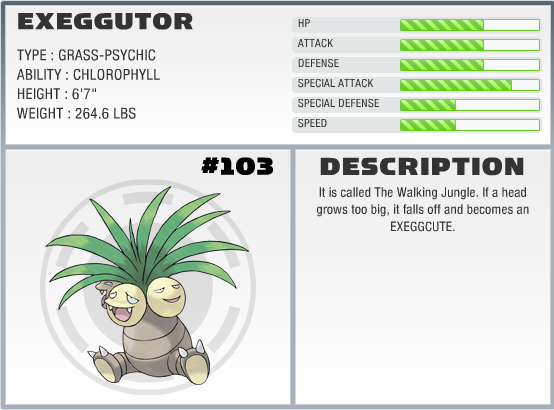 EXEGGUTOR
TYPE : GRASS-PSYCHIC
ABILITY : CHLOROPHYLL
HEIGHT : 6'7"
WEIGHT : 264.6 LBS
HP
ATTACK
DEFENSE
SPECIAL ATTACK
SPECIAL DEFENSE
SPEED
#103
DESCRIPTION
It is called The Walking Jungle. If a head
grows too big, it falls off and becomes an
EXEGGCUTE.